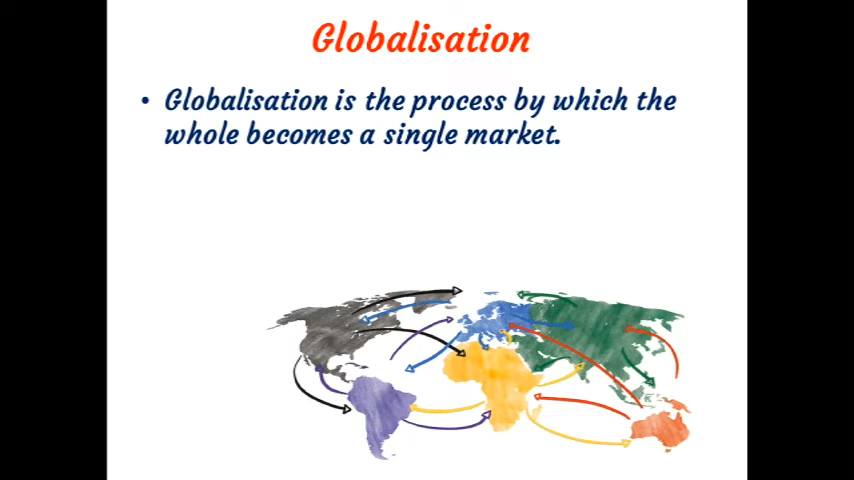 Globalisation
• Globalisation is the process by which the
whole becomes a single market.